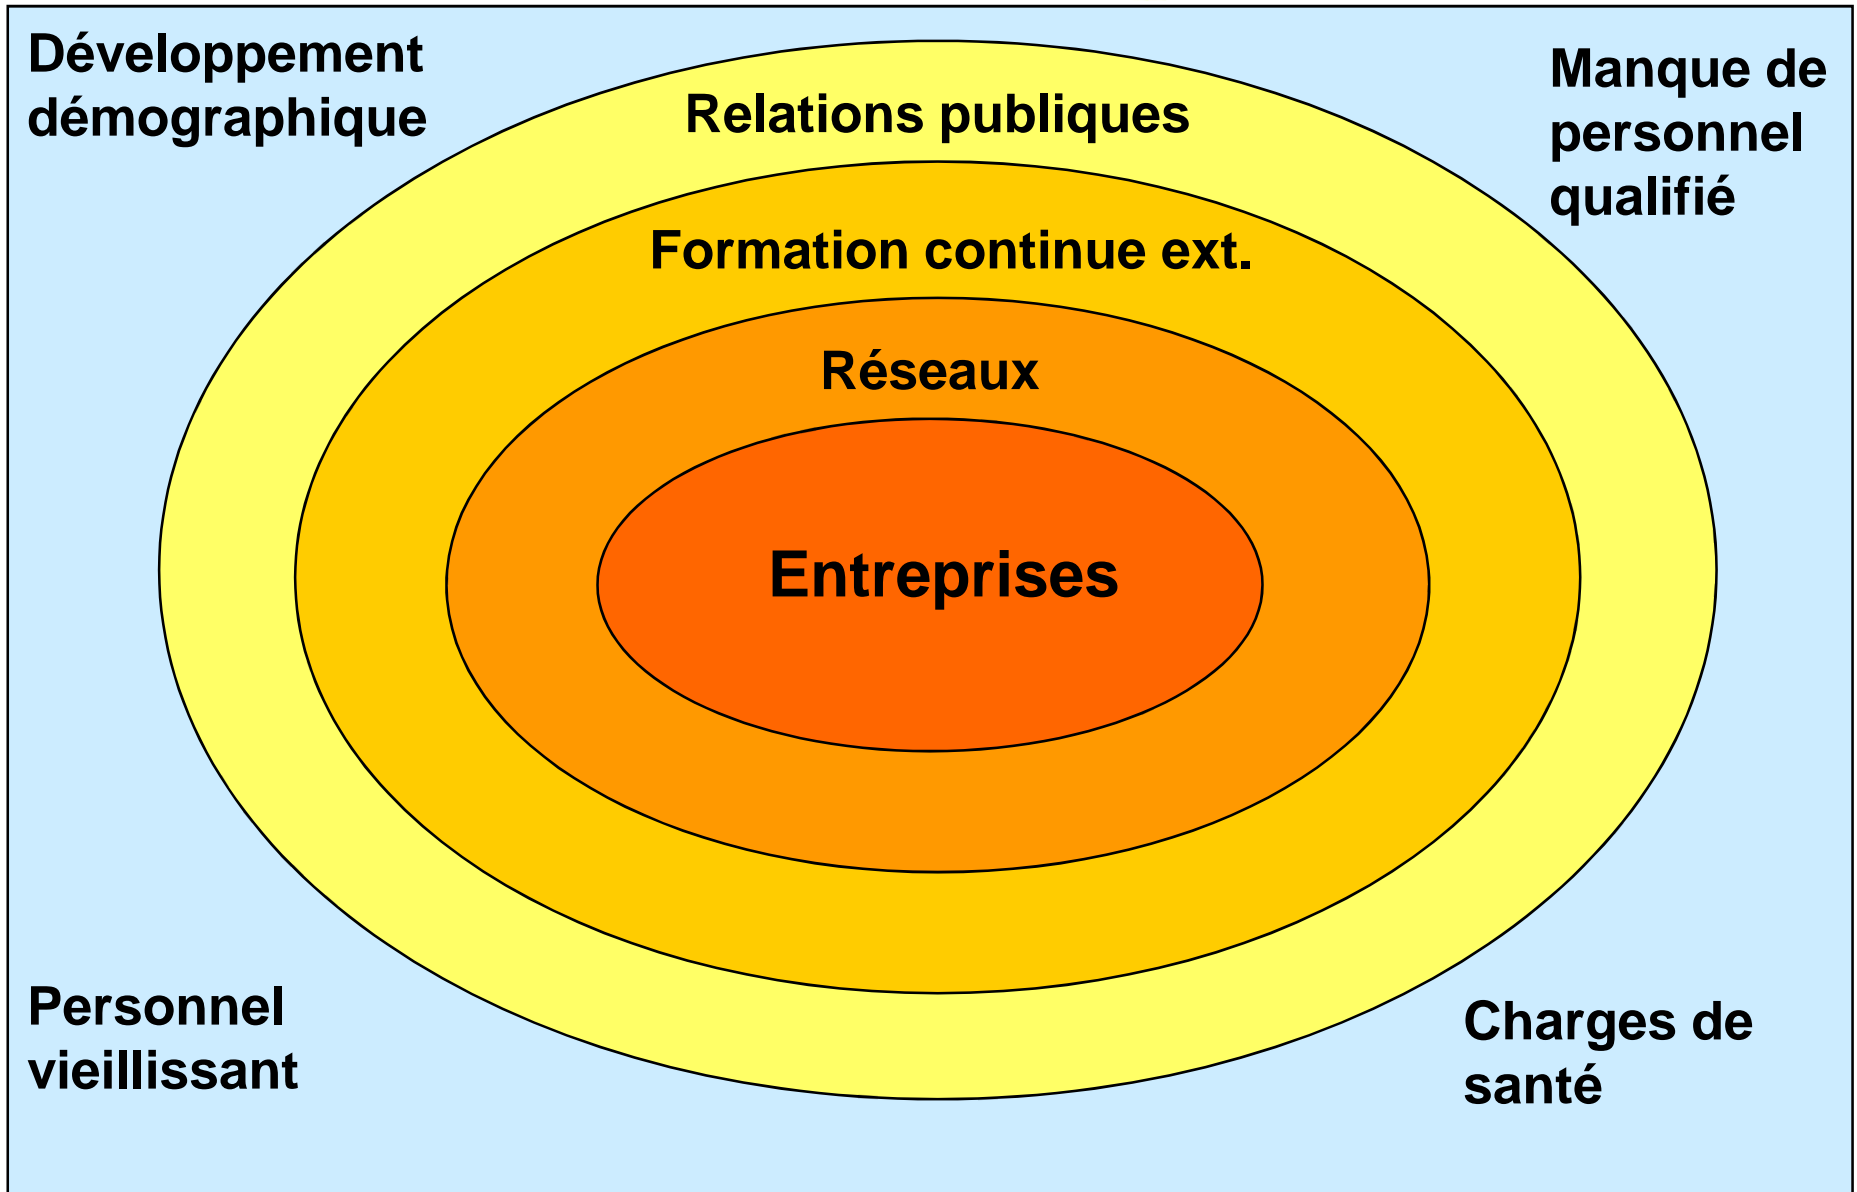 Développement
démographique
Manque de
personnel
qualifié
Relations publiques
Formation continue ext.
Réseaux
Entreprises
Personnel
vieillissant
Charges de
santé